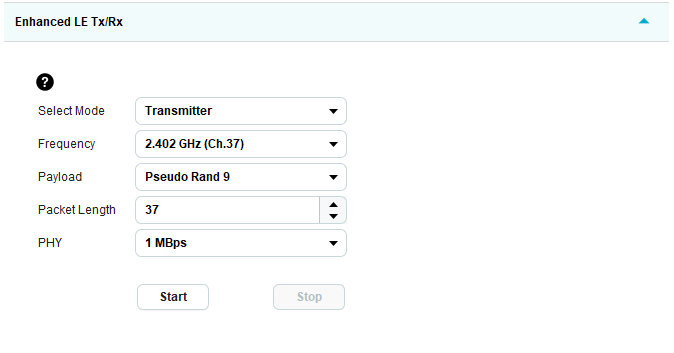 Enhanced LE Tx/Rx
?
Select Mode Transmitter
Frequency 2.402 GHz (Ch.37)
Payload Pseudo Rand 9
Packet Length 37
PHY 1 MBps
Start Stop